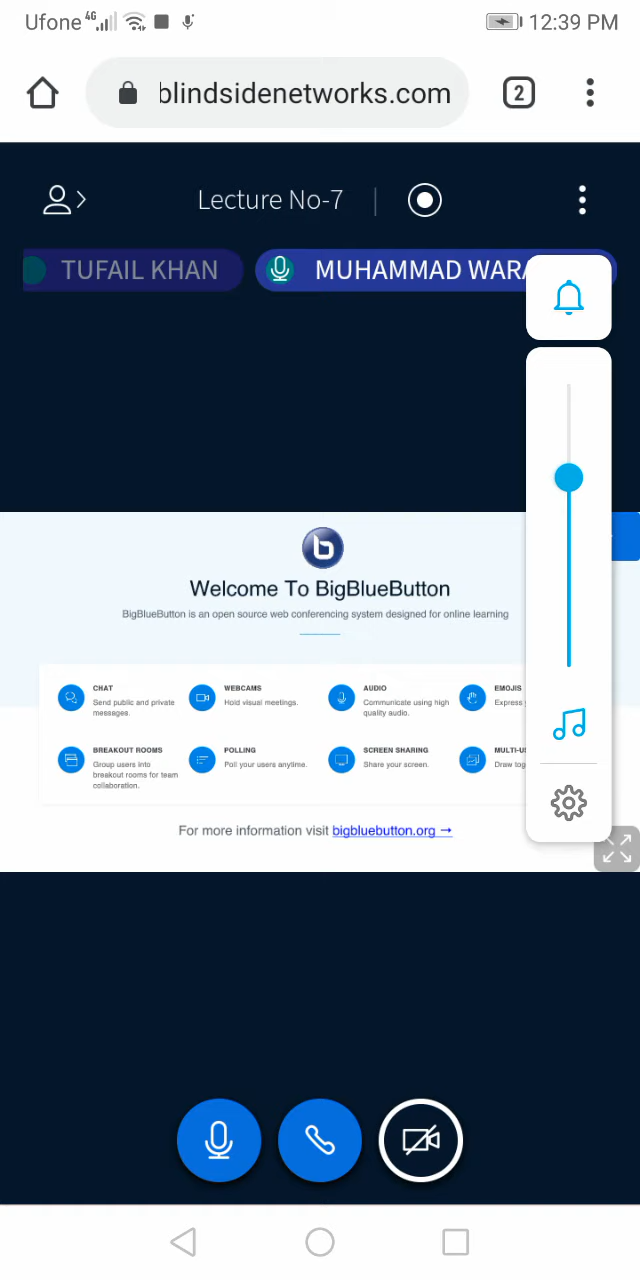 Ufone 4G 12:39 PM
blindsidenetworks.com 2
Lecture No-7
TUFAIL KHAN MUHAMMAD
Welcome To BigBlueButton
BigBlueButton is an open source web conferencing system designed for online learning
CHAT WEBCAMS AUDIO EMOJIS
Send public and private Hold visual meetings. Communicate using high Express
messages. quality audio.
BREAKOUT ROOMS POLLING SCREEN SHARING
Group users into Poll your users anytime. Share your screen. Draw
breakout rooms for team
collaboration.
For more information visit bigbluebutton.org →